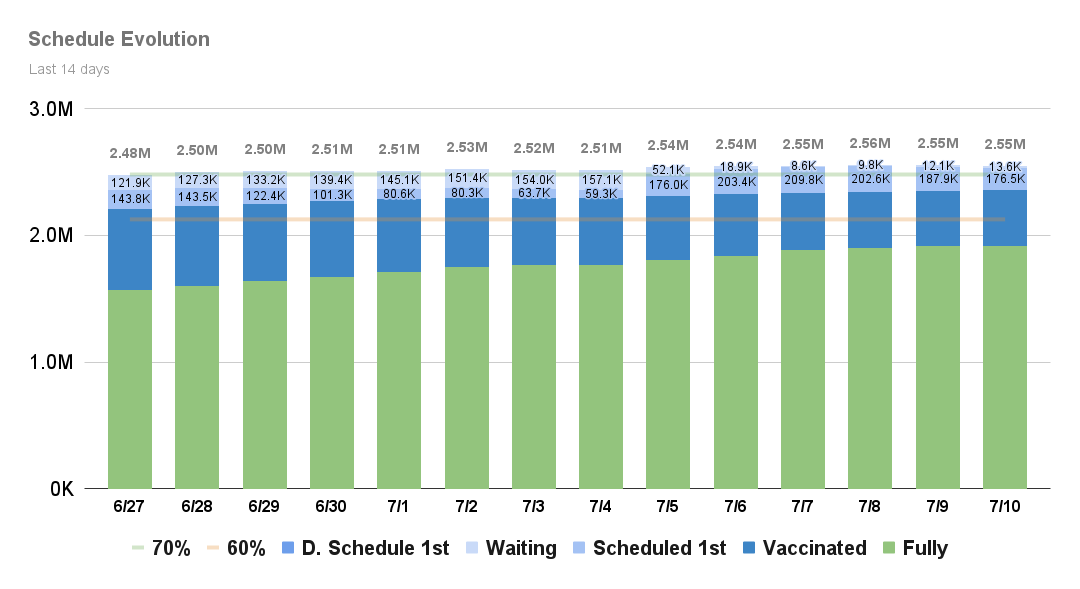 Schedule Evolution
Last 14 days
3.0M
2.0M
1.0M
0K
2.48M 2.50M 2.50M 2.51M 2.51M 2.53M 2.52M 2.51M 2.54M 2.54M 2.55M 2.56M 2.55M 2.55M
121.9K 127.3K 133.2K 139.4K 145.1K 151.4K 154.0K 157.1K 52.1K 18.9K 8.6K 9.8K 12.1K 13.6K
143.8K 143.5K 122.4K 101.3K 80.6K 80.3K 63.7K 59.3K 176.0K 203.4K 209.8K 202.6K 187.9K 176.5K
6/27 6/28 6/29 6/30 7/1 7/2 7/3 7/4 7/5 7/6 7/7 7/8 7/9 7/10
70% 60% D. Schedule 1st Waiting Scheduled 1st Vaccinated Fully